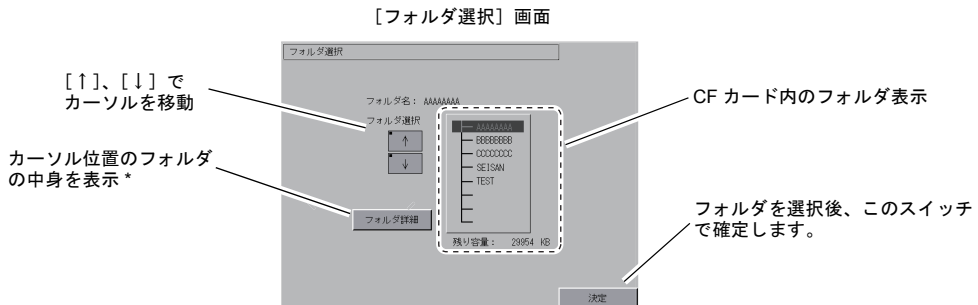 ［フォルダ選択］画面
フォルダ選択
［↑］、［↓］で
カーソルを移動
フォルダ名： AAAAAAAA
フォルダ選択
↑
↓
AAAAAAAA
BBBBBBBB
CCCCCCCC
SEISAN
TEST
CF カード内のフォルダ表示
カーソル位置のフォルダ
の中身を表示 *
フォルダ詳細
残り容量： 29954 KB
フォルダを選択後、このスイッチ
で確定します。
決定